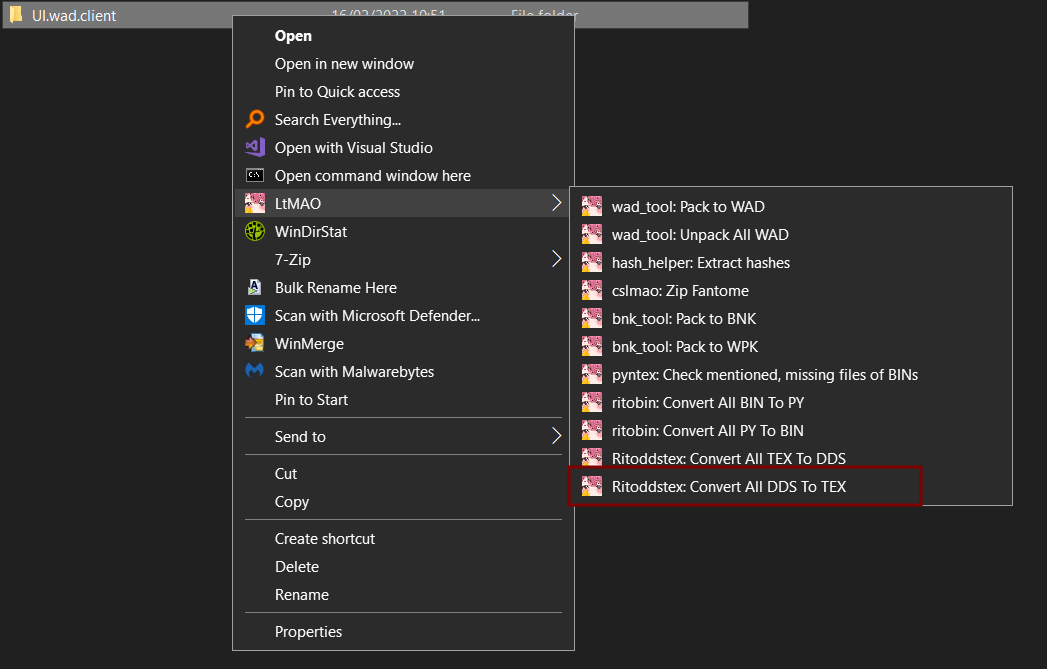 UI.wad.client
16/02/2022 10:51
File folder
Open
Open in new window
Pin to Quick access
Search Everything...
Open with Visual Studio
Open command window here
LtMAO
WinDirStat
7-Zip
Bulk Rename Here
Scan with Microsoft Defender...
WinMerge
Scan with Malwarebytes
Pin to Start
Send to
Cut
Copy
Create shortcut
Delete
Rename
Properties
wad_tool: Pack to WAD
wad_tool: Unpack All WAD
hash_helper: Extract hashes
cslmao: Zip Fantome
bnk_tool: Pack to BNK
bnk_tool: Pack to WPK
pyntex: Check mentioned, missing files of BINs
ritobin: Convert All BIN To PY
ritobin: Convert All PY To BIN
Ritoddstex: Convert All TEX To DDS
Ritoddstex: Convert All DDS To TEX